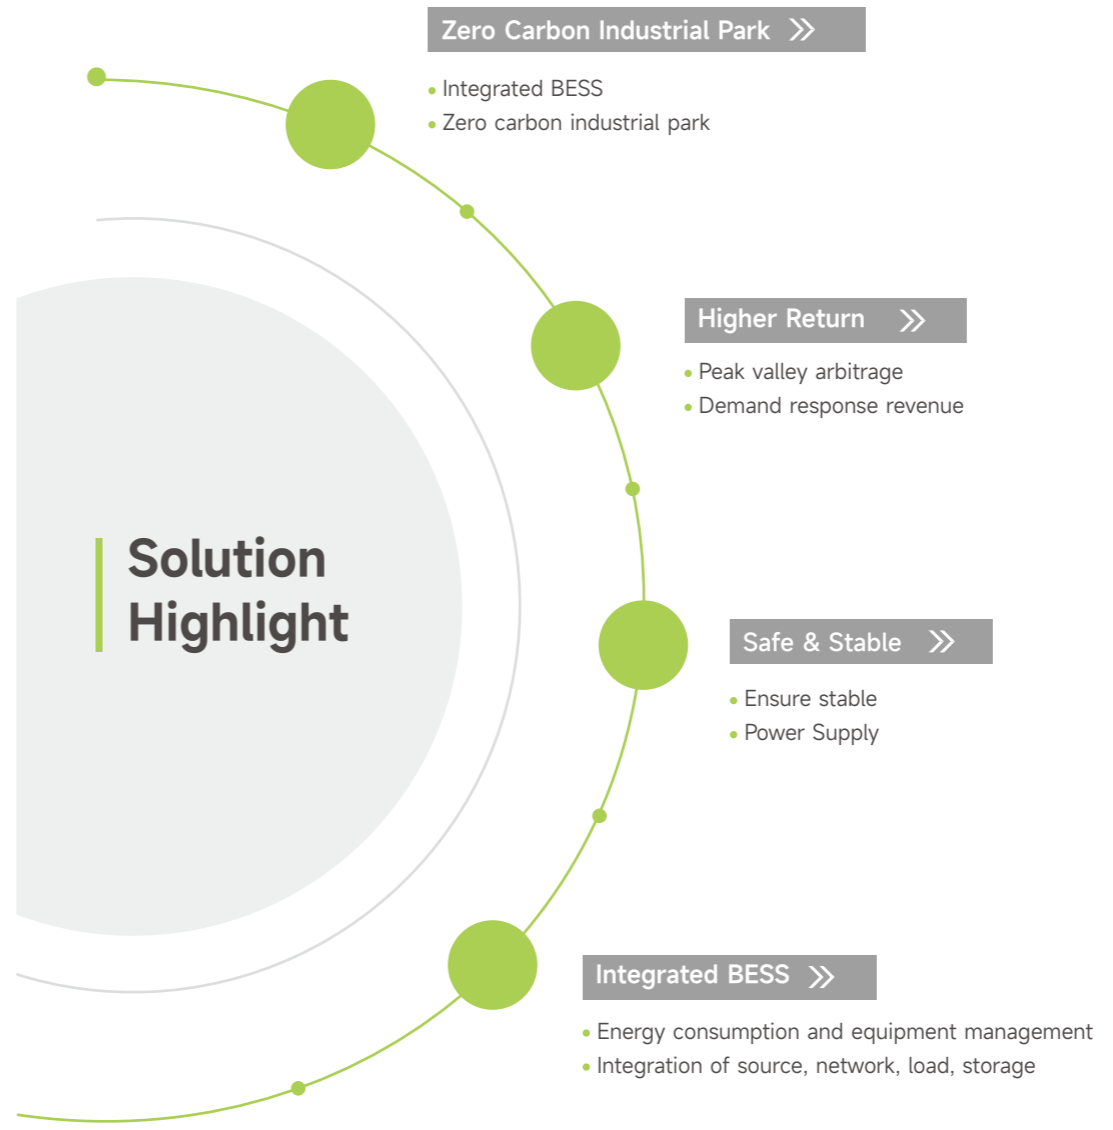 Zero Carbon Industrial Park
• Integrated BESS
• Zero carbon industrial park
Higher Return
• Peak valley arbitrage
• Demand response revenue
Solution
Highlight
Safe & Stable
• Ensure stable
• Power Supply
Integrated BESS
• Energy consumption and equipment management
• Integration of source, network, load, storage